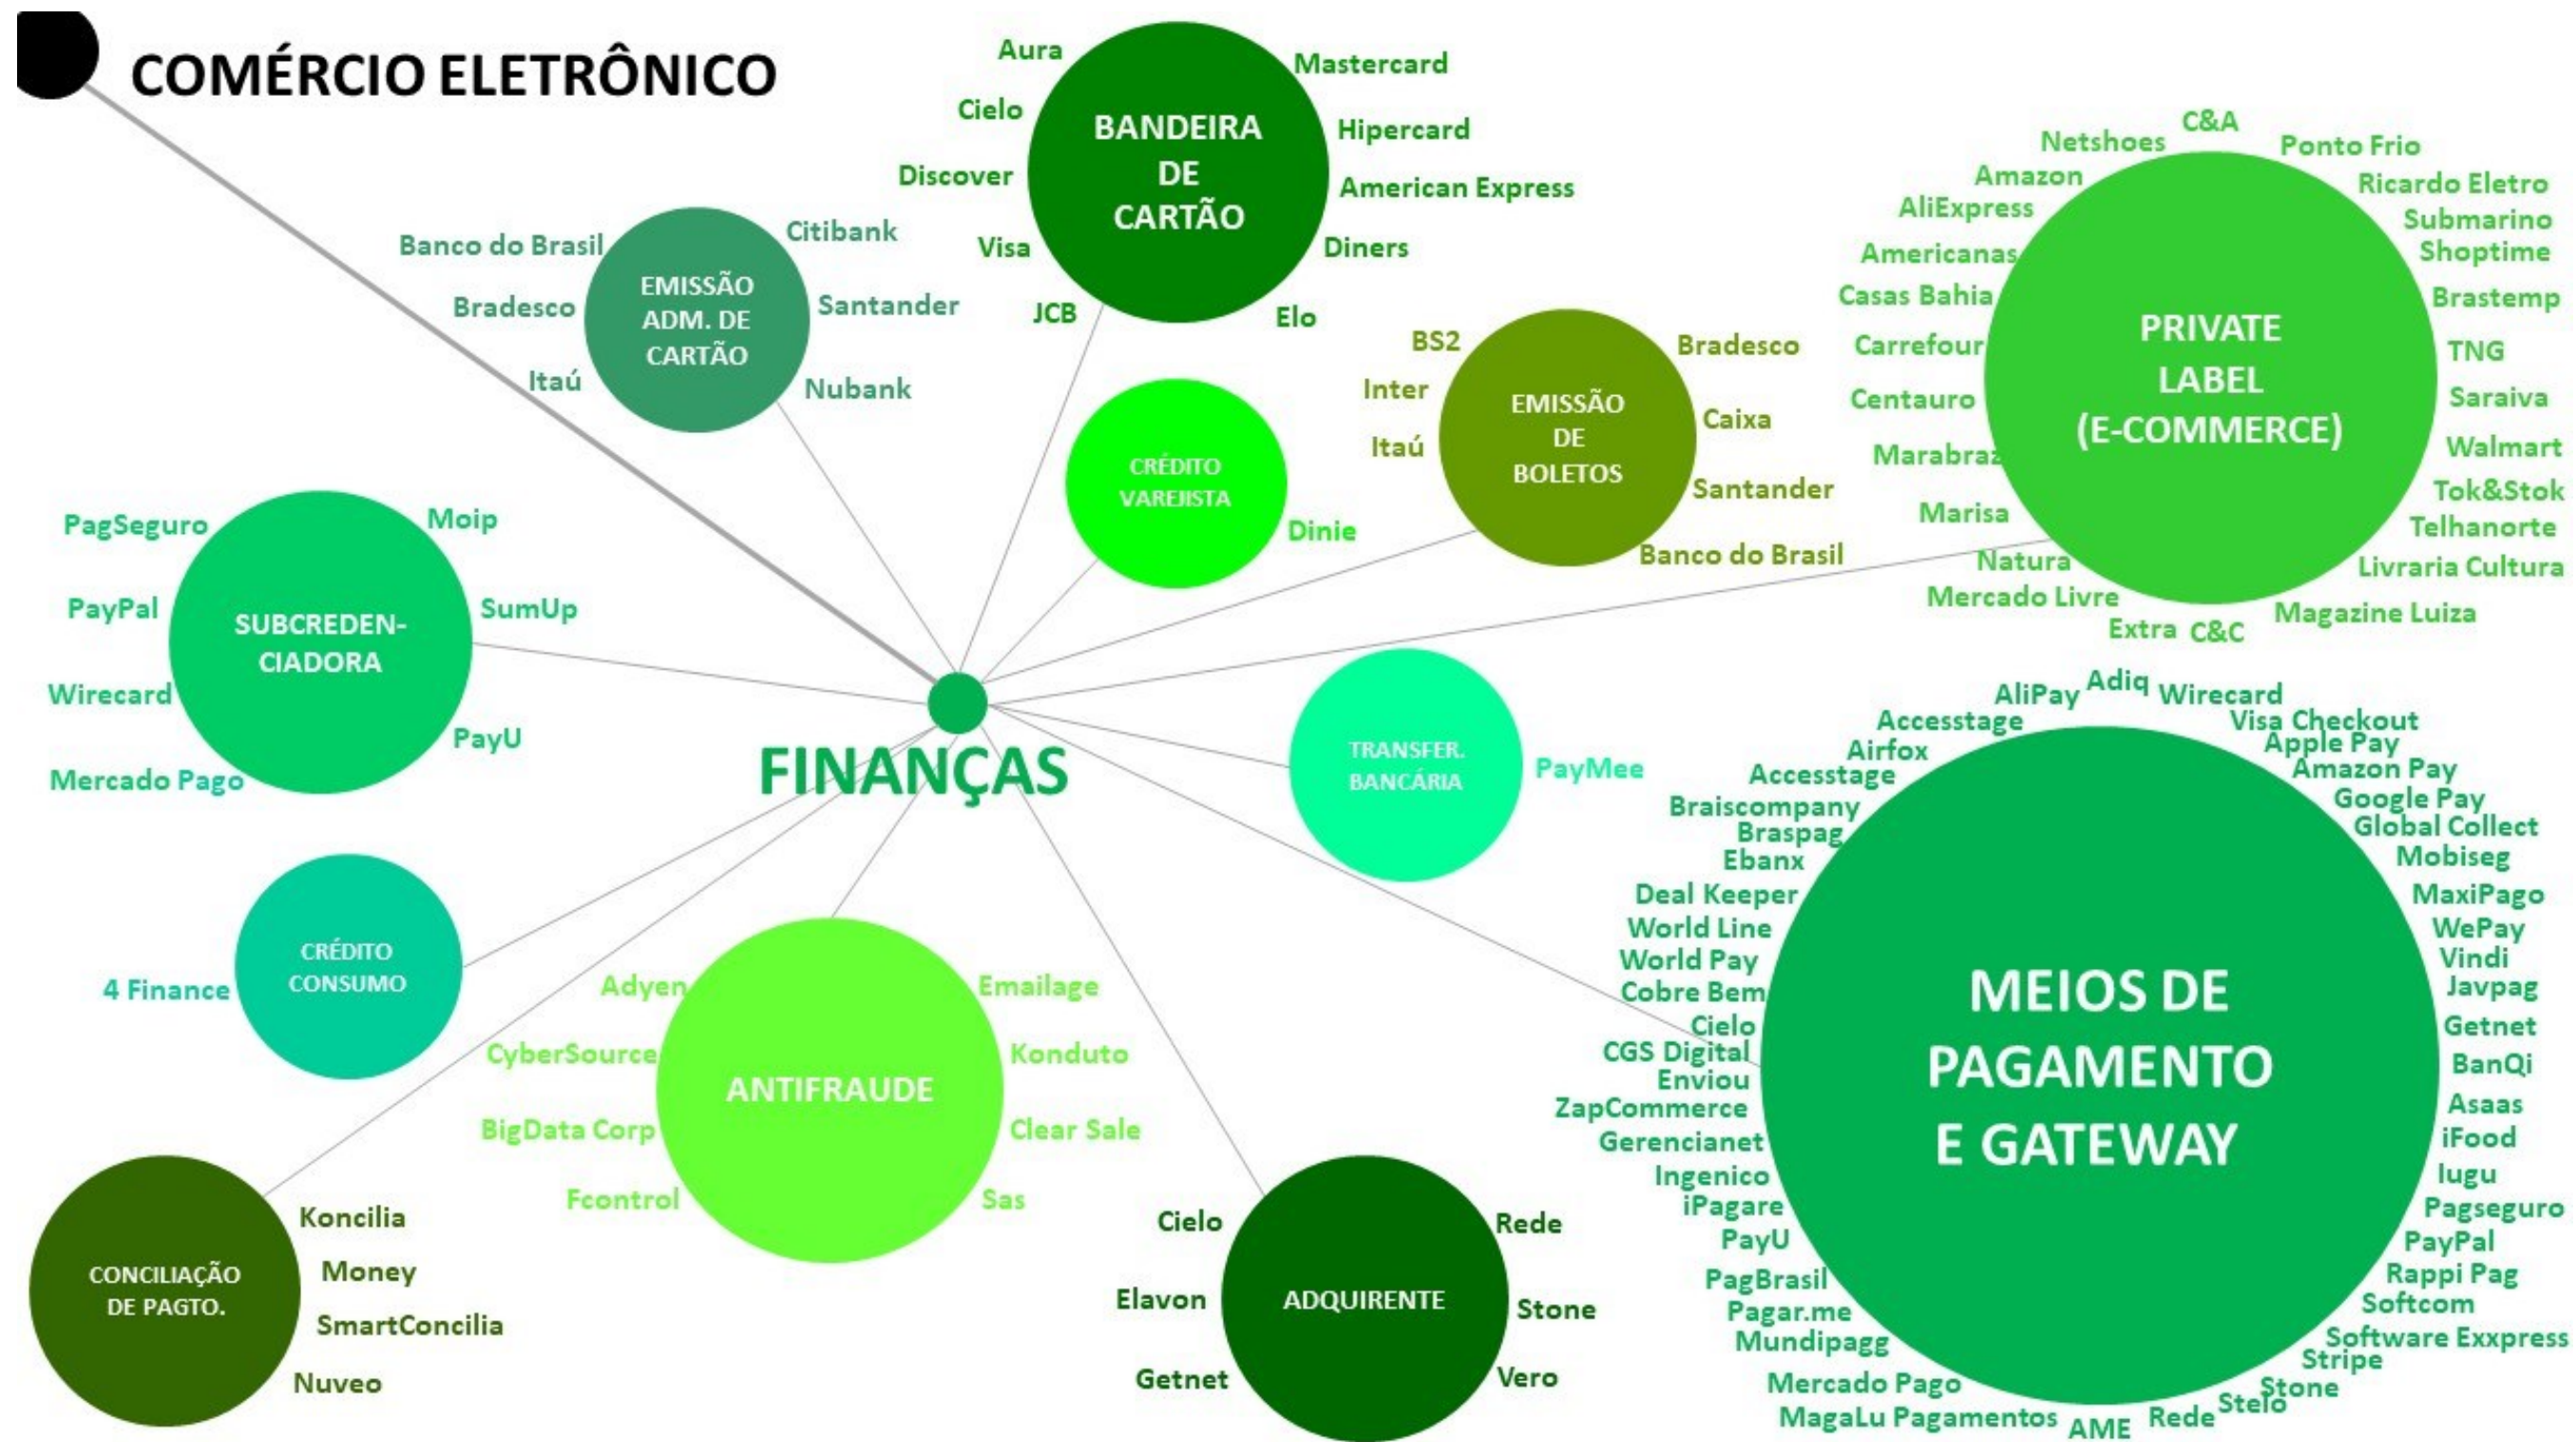 COMÉRCIO ELETRÔNICO
Aura
Cielo
Discover
Visa
JCB
BANDEIRA
DE
CARTÃO
Mastercard
Hipercard
American Express
Diners
Elo
Banco do Brasil
Bradesco
Itaú
EMISSÃO
ADM. DE
CARTÃO
Citibank
Santander
Nubank
CRÉDITO
VAREJISTA
Dinie
BS2
Inter
Itaú
EMISSÃO
DE
BOLETOS
Bradesco
Caixa
Santander
Banco do Brasil
C&A
Netshoes
Amazon
AliExpress
Americanas
Casas Bahia
Carrefour
Centauro
Marabraz
Marisa
Natura
Mercado Livre
Extra
C&C
PRIVATE
LABEL
(E-COMMERCE)
Ponto Frio
Ricardo Eletro
Submarino
Shoptime
Brastemp
TNG
Saraiva
Walmart
Tok&Stok
Telhanorte
Livraria Cultura
Magazine Luiza
PagSeguro
PayPal
Wirecard
Mercado Pago
SUBCREDEN-
CIADORA
Moip
SumUp
PayU
FINANÇAS
TRANSFER.
BANCÁRIA
PayMee
4 Finance
CRÉDITO
CONSUMO
Adyen
CyberSource
BigData Corp
Fcontrol
ANTIFRAUDE
Emailage
Konduto
Clear Sale
Sas
CONCILIAÇÃO
DE PAGTO.
Koncilia
Money
SmartConcilia
Nuveo
Cielo
Elavon
Getnet
ADQUIRENTE
Rede
Stone
Vero
Adiq
AliPay
Accesstage
Airfox
Accesstage
Braiscompany
Braspag
Ebanx
Deal Keeper
World Line
World Pay
Cobre Bem
Cielo
CGS Digital
Enviou
ZapCommerce
Gerencianet
Ingenico
iPagare
PayU
PagBrasil
Pagar.me
Mundipagg
Mercado Pago
MagaLu Pagamentos
AME
MEIOS DE
PAGAMENTO
E GATEWAY
Wirecard
Visa Checkout
Apple Pay
Amazon Pay
Google Pay
Global Collect
Mobiseg
MaxiPago
WePay
Vindi
Javpag
Getnet
BanQi
Asaas
iFood
Iugu
Pagseguro
PayPal
Rappi Pag
Softcom
Software Exxpress
Stripe
Stone
Stelo
Rede